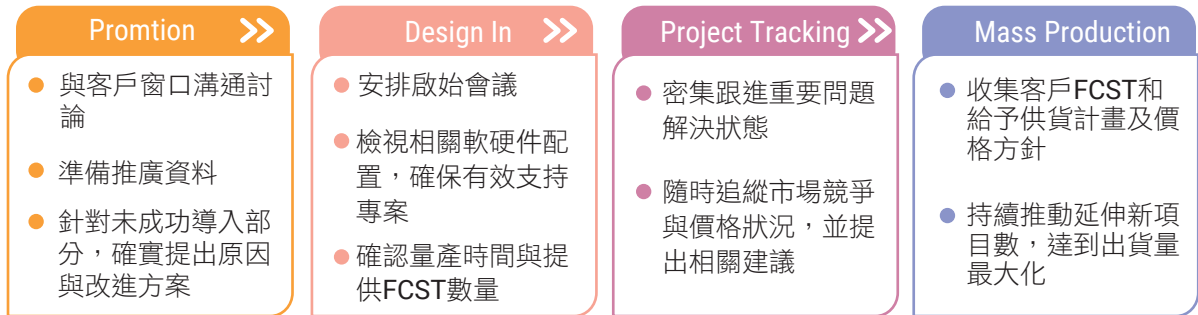 Promtion
與客戶窗口溝通討
論
準備推廣資料
針對未成功導入部
分，確實提出原因
與改進方案
Design In
安排啟始會議
檢視相關軟硬件配
置，確保有效支持
專案
確認量產時間與提
供FCST數量
Project Tracking
密集跟進重要問題
解決狀態
隨時追縱市場競爭
與價格狀況，並提
出相關建議
Mass Production
收集客戶FCST和
給予供貨計畫及價
格方針
持續推動延伸新項
目數，達到出貨量
最大化